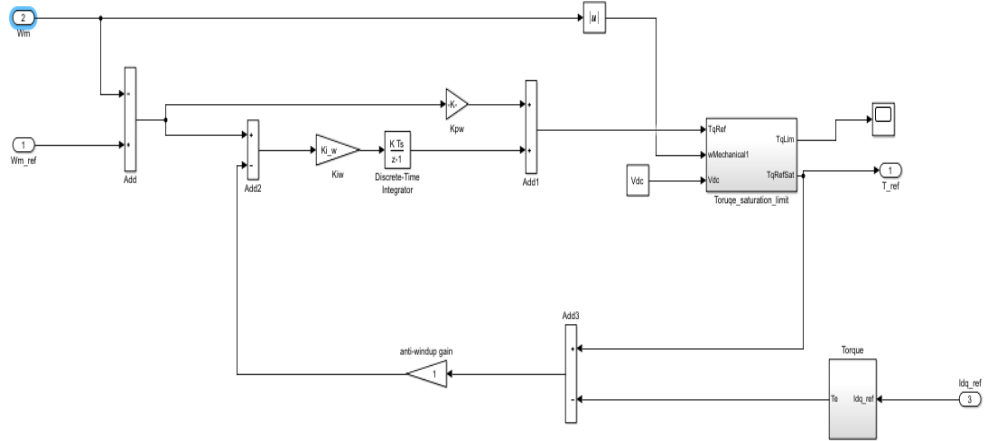 2
Wm
|u|
-K-
Kpw
TqRef
wMechanical1
Vdc
TqLim
TqRefSat
Toruqe_saturation_limit
1
Wm_ref
Add
Add2
Ki_w
Kiw
K Ts
z-1
Discrete-Time
Integrator
Add1
Vdc
1
T_ref
Add3
anti-windup gain
1
Torque
Te
Idq_ref
Idq_ref
3